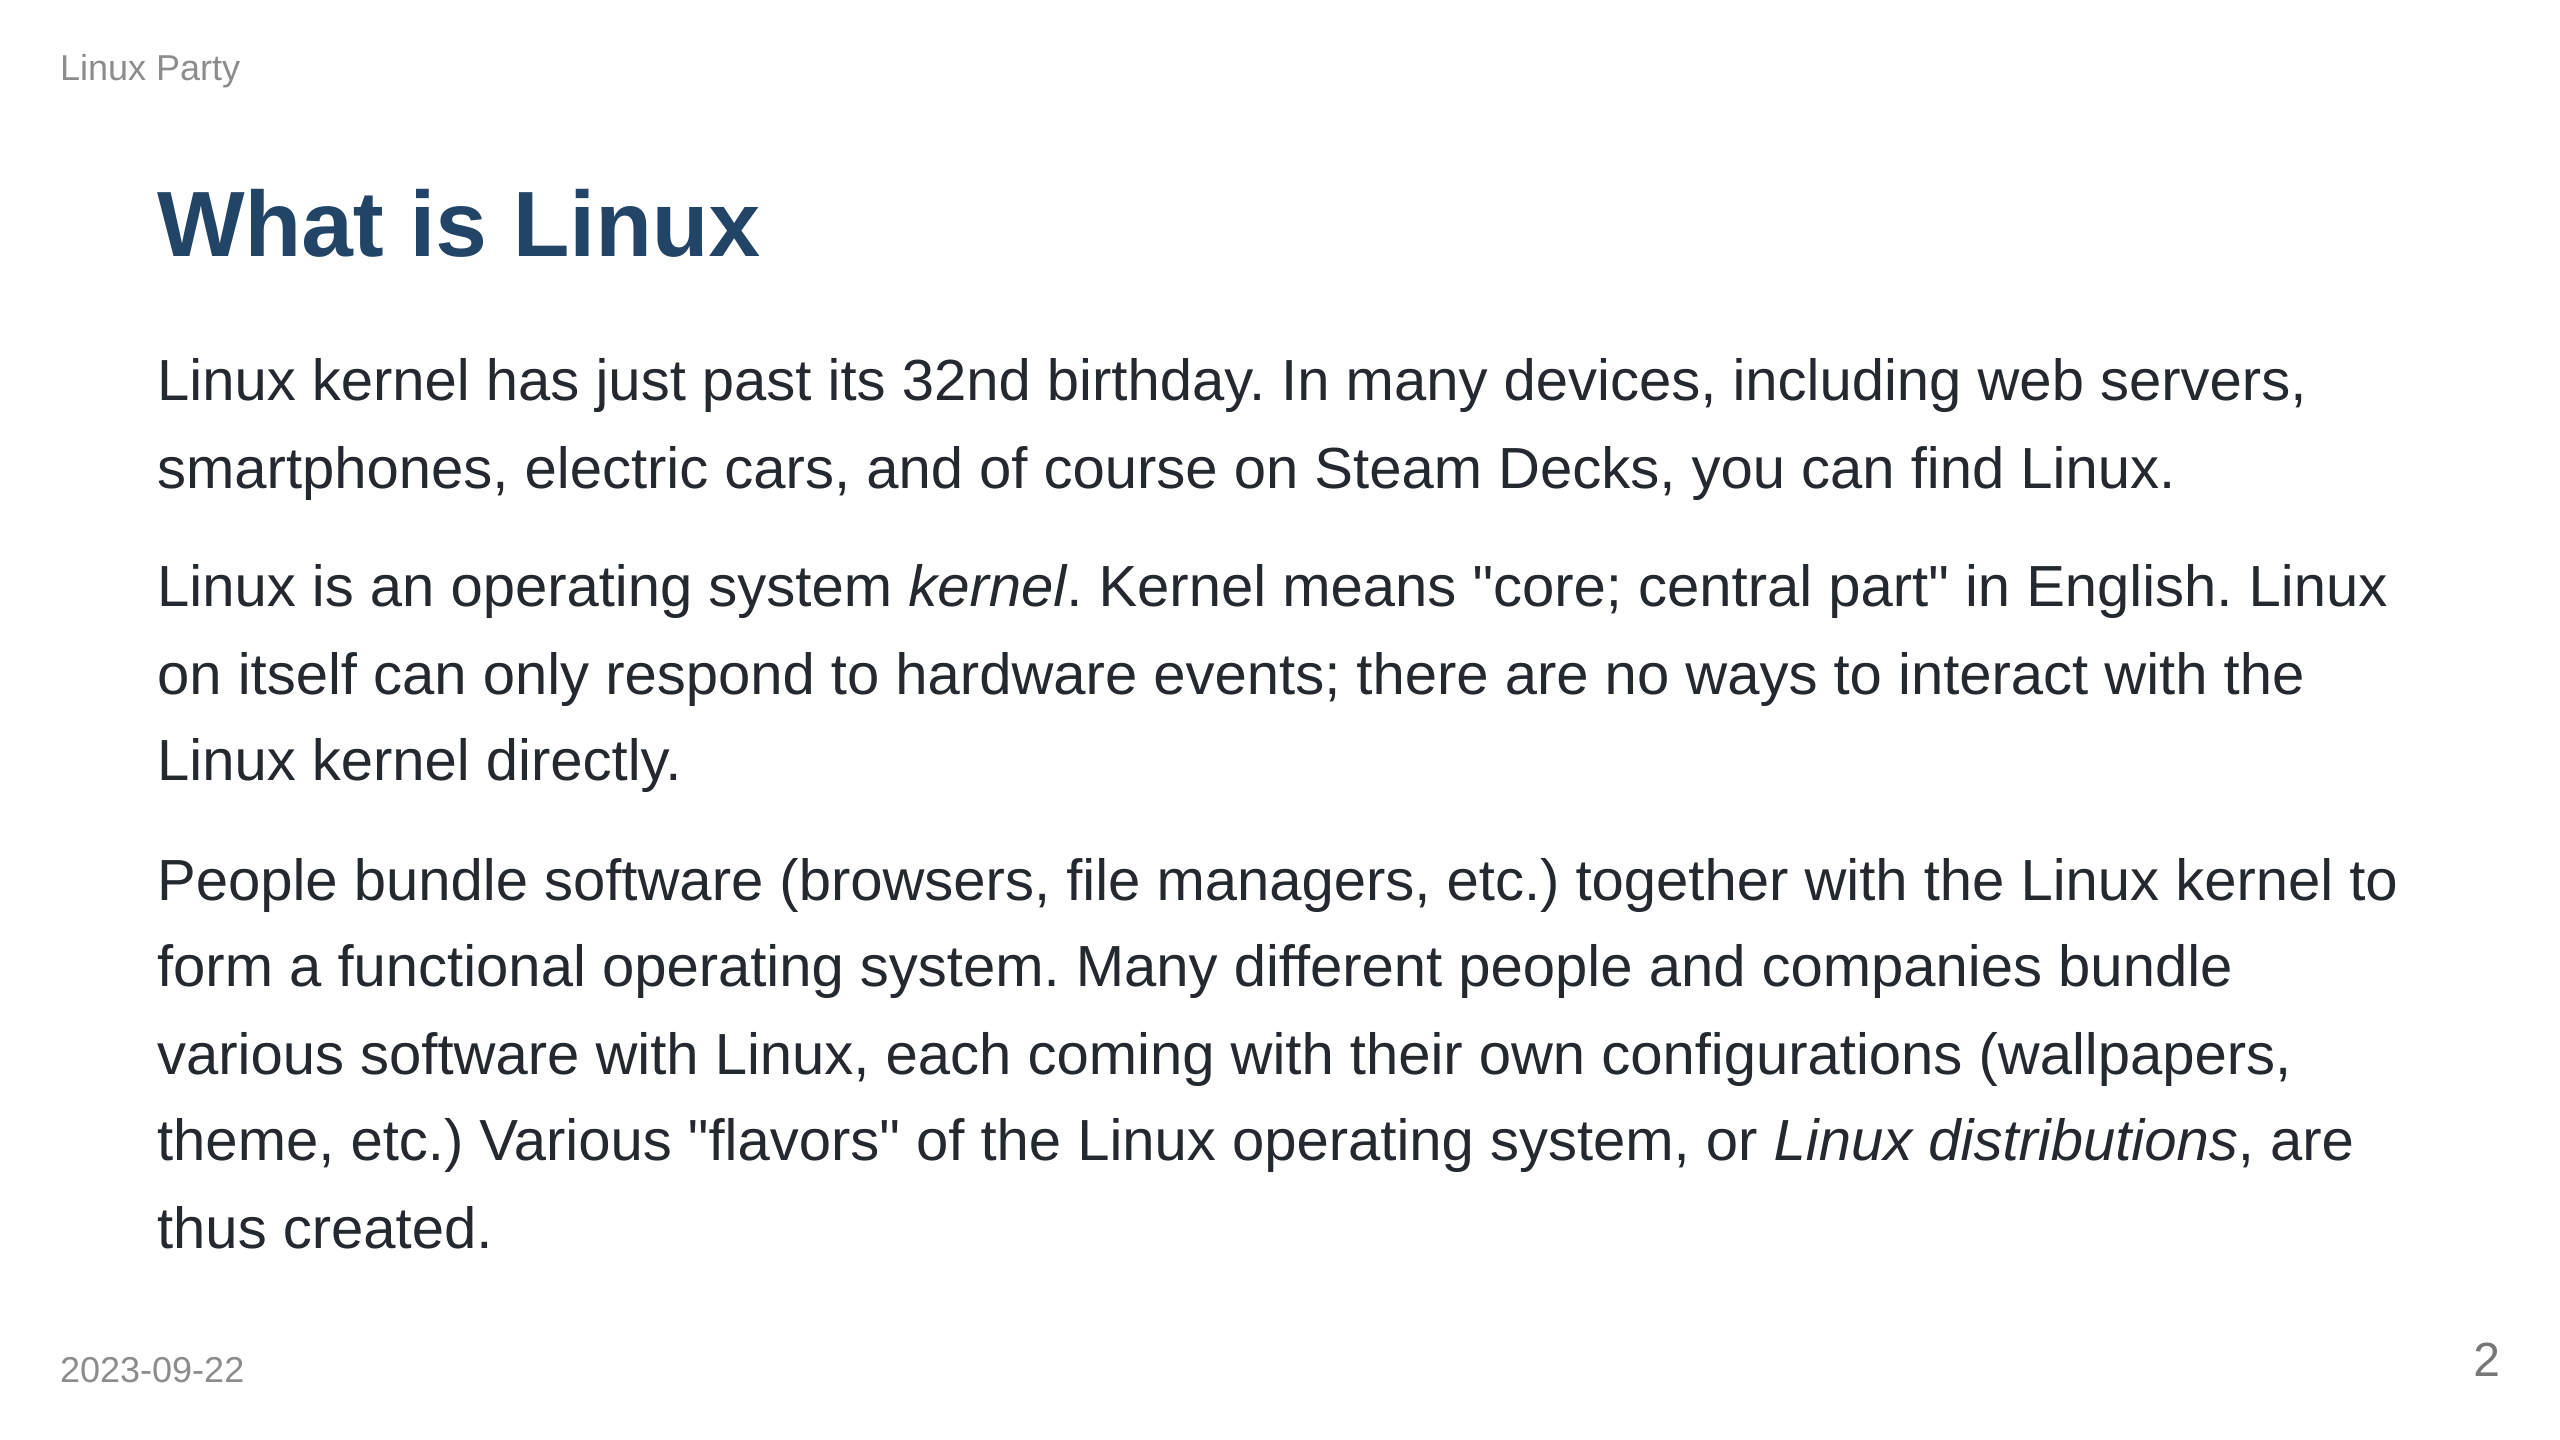 Linux Party
What is Linux
Linux kernel has just past its 32nd birthday. In many devices, including web servers,
smartphones, electric cars, and of course on Steam Decks, you can find Linux.
Linux is an operating system kernel. Kernel means "core; central part" in English. Linux
on itself can only respond to hardware events; there are no ways to interact with the
Linux kernel directly.
People bundle software (browsers, file managers, etc.) together with the Linux kernel to
form a functional operating system. Many different people and companies bundle
various software with Linux, each coming with their own configurations (wallpapers,
theme, etc.) Various "flavors" of the Linux operating system, or Linux distributions, are
thus created.
2023-09-22
2